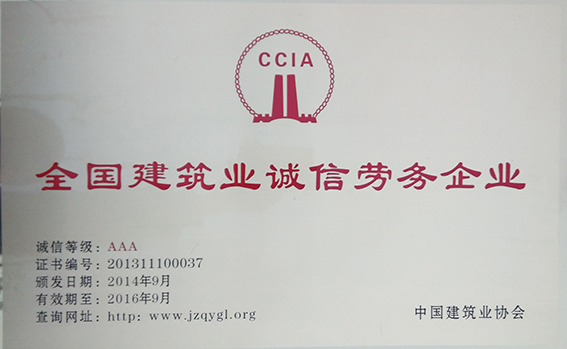 CCIA
全国建筑业诚信劳务企业
诚信等级：AAA
证书编号：201311100037
颁发日期：2014年9月
有效期至：2016年9月
查询网址：http：www.jzqygl.org
中国建筑业协会